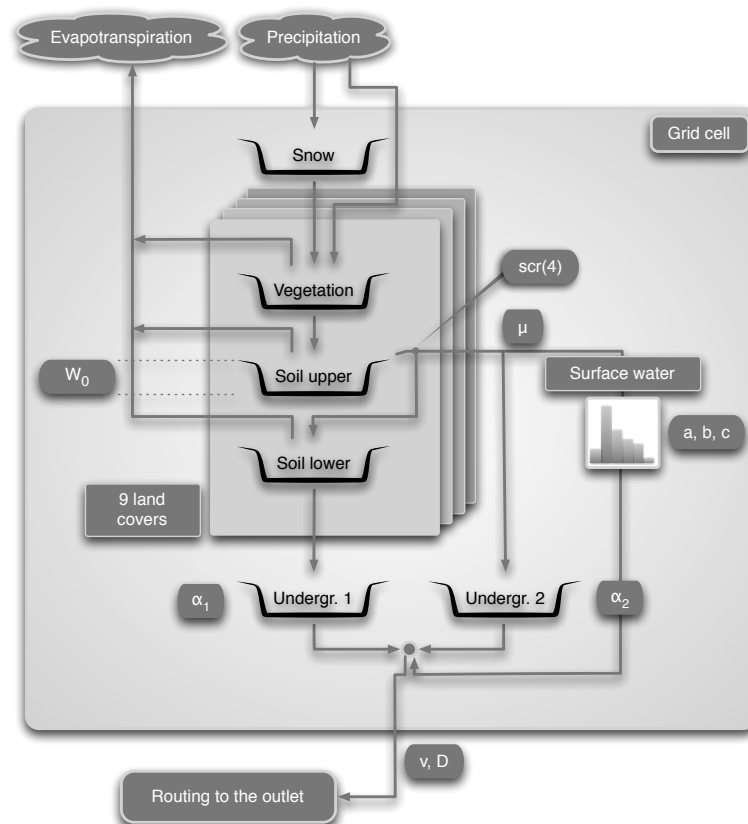 Evapotranspiration
Precipitation
Grid cell
Snow
scr(4)
Vegetation
μ
W0
Soil upper
Surface water
a, b, c
Soil lower
9 land
covers
α1
Undergr. 1
Undergr. 2
α2
v, D
Routing to the outlet